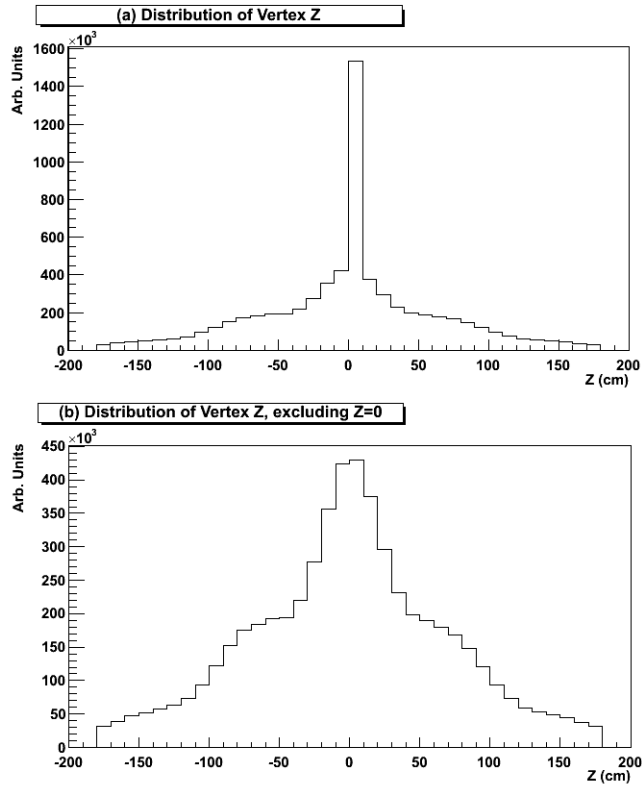 (a) Distribution of Vertex Z
×10³
Arb. Units
1600
1400
1200
1000
800
600
400
200
0
-200 -150 -100 -50 0 50 100 150 200
Z (cm)
(b) Distribution of Vertex Z, excluding Z=0
×10³
Arb. Units
450
400
350
300
250
200
150
100
50
0
-200 -150 -100 -50 0 50 100 150 200
Z (cm)